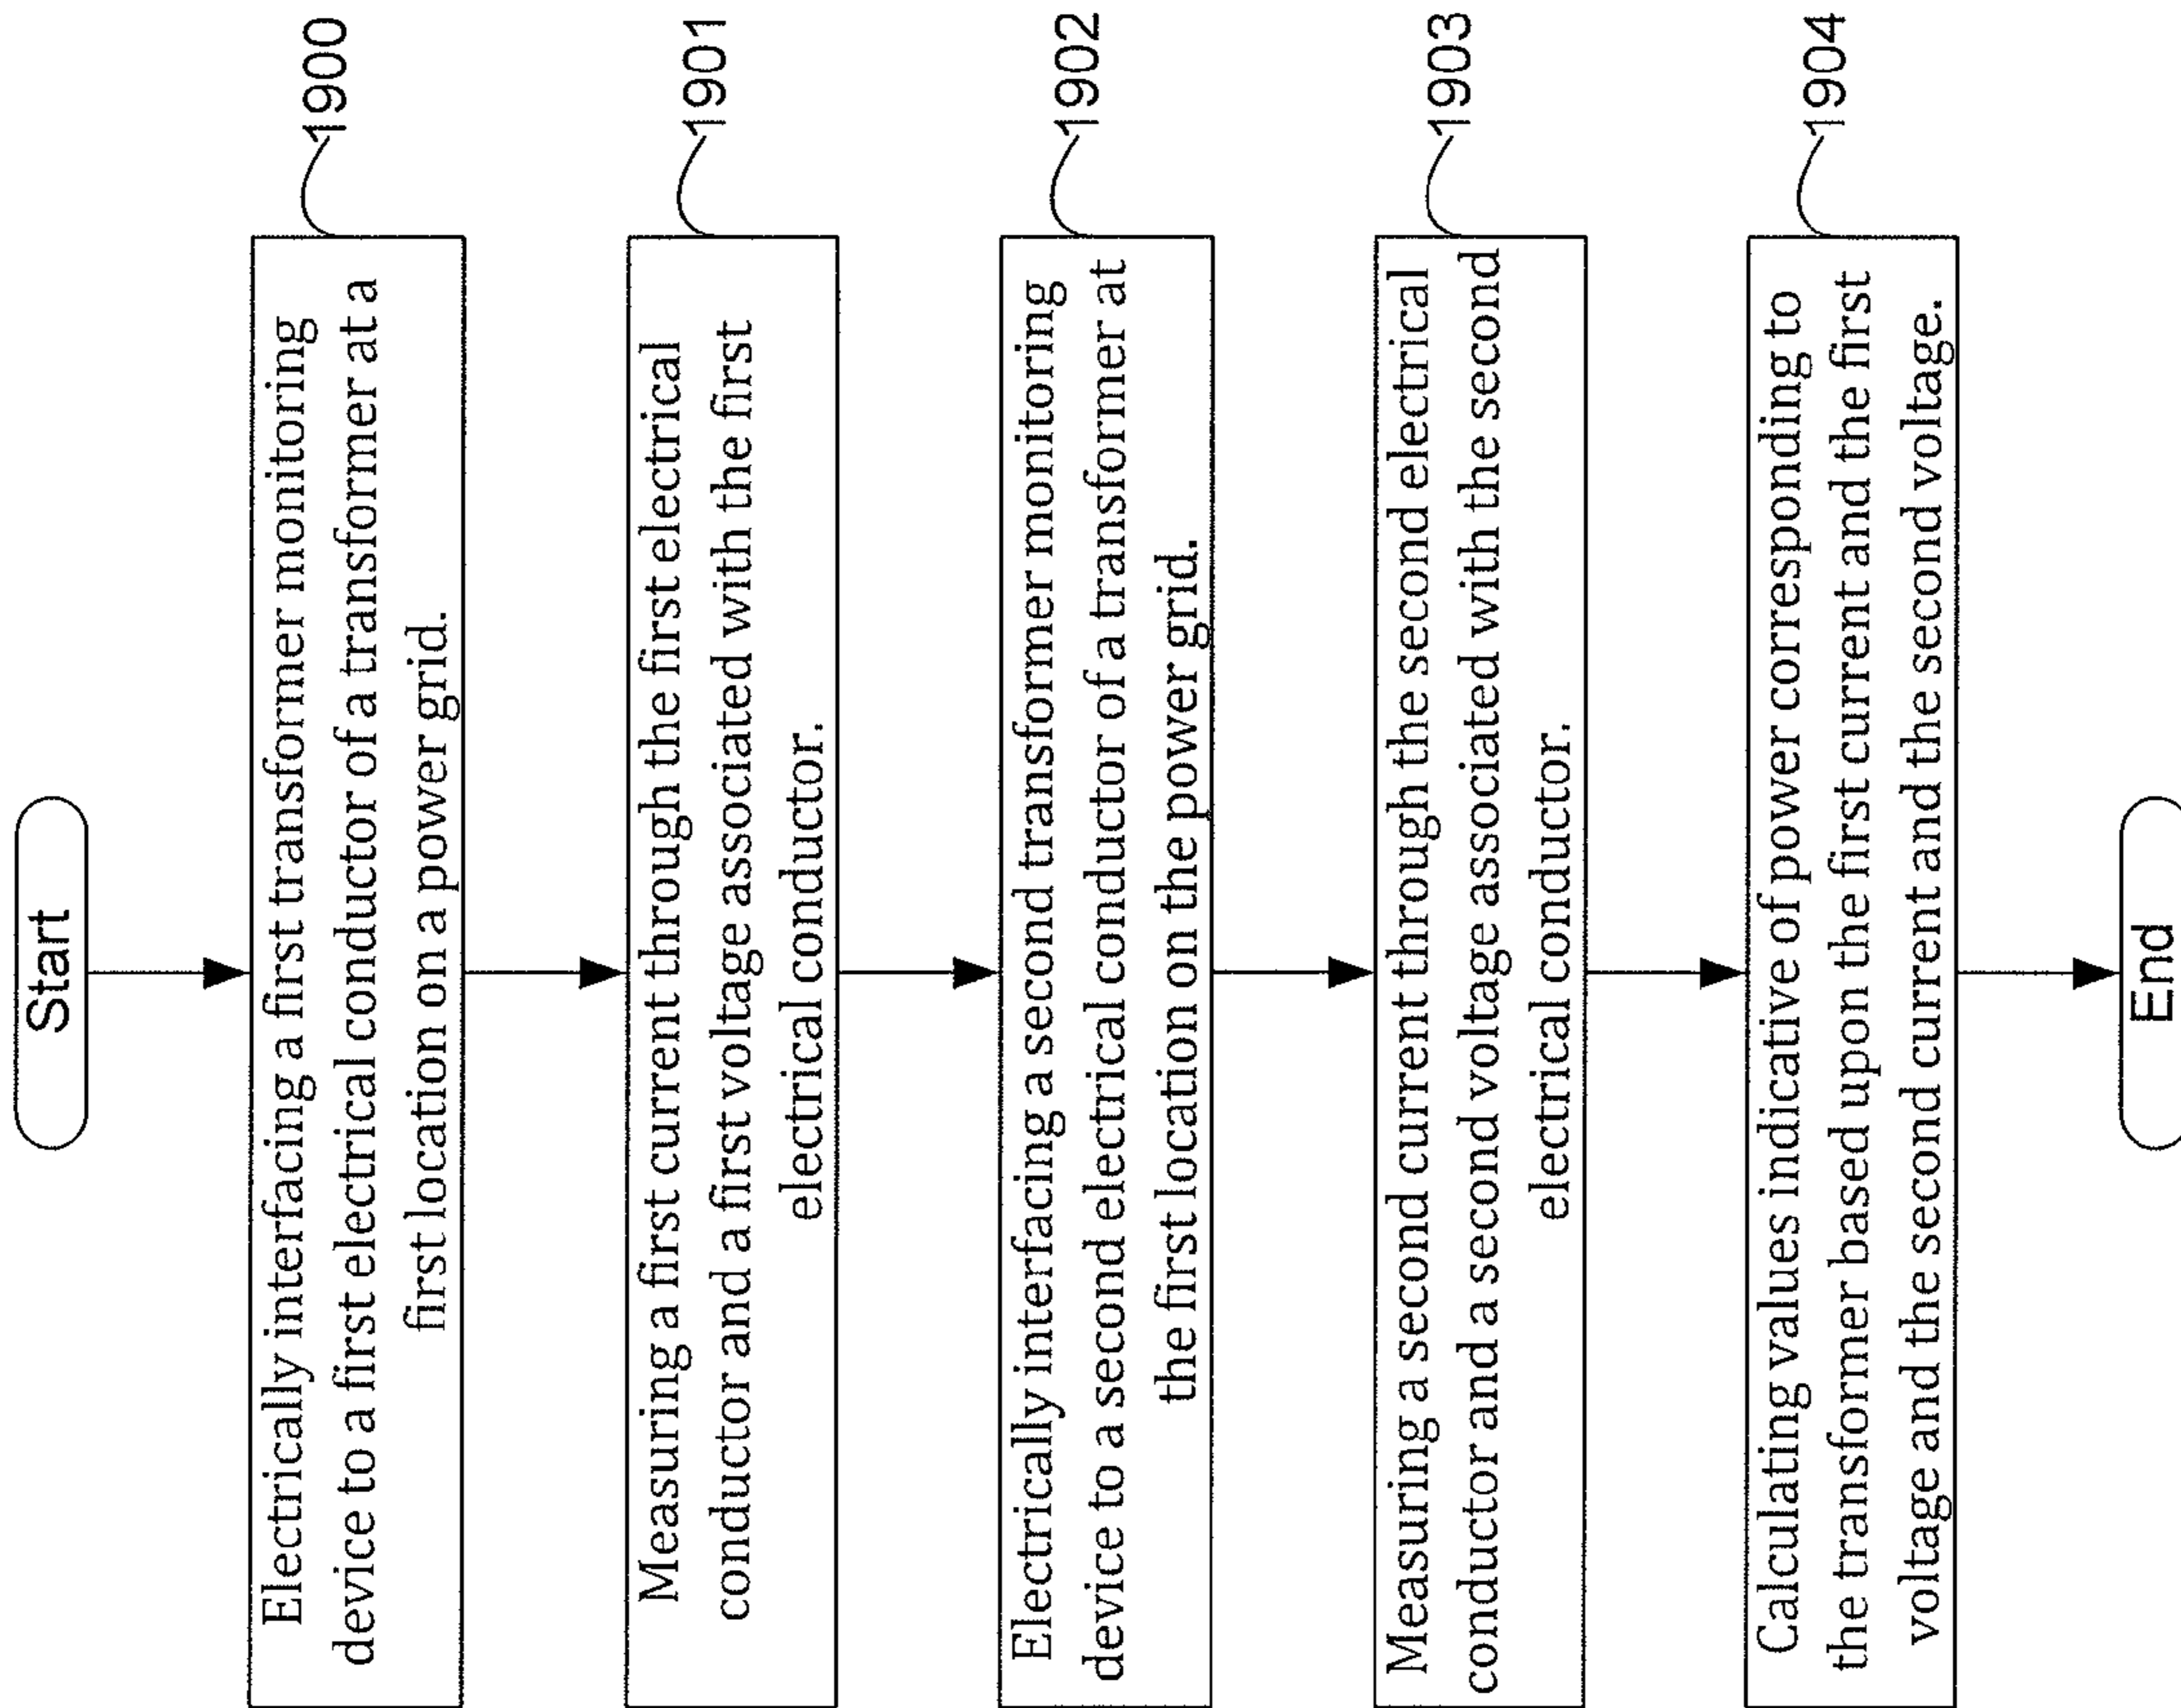 Start
Electrically interfacing a first transformer monitoring
device to a first electrical conductor of a transformer at a
first location on a power grid.
1900
Measuring a first current through the first electrical
conductor and a first voltage associated with the first
electrical conductor.
1901
Electrically interfacing a second transformer monitoring
device to a second electrical conductor of a transformer at
the first location on the power grid.
1902
Measuring a second current through the second electrical
conductor and a second voltage associated with the second
electrical conductor.
1903
Calculating values indicative of power corresponding to
the transformer based upon the first current and the first
voltage and the second current and the second voltage.
1904
End